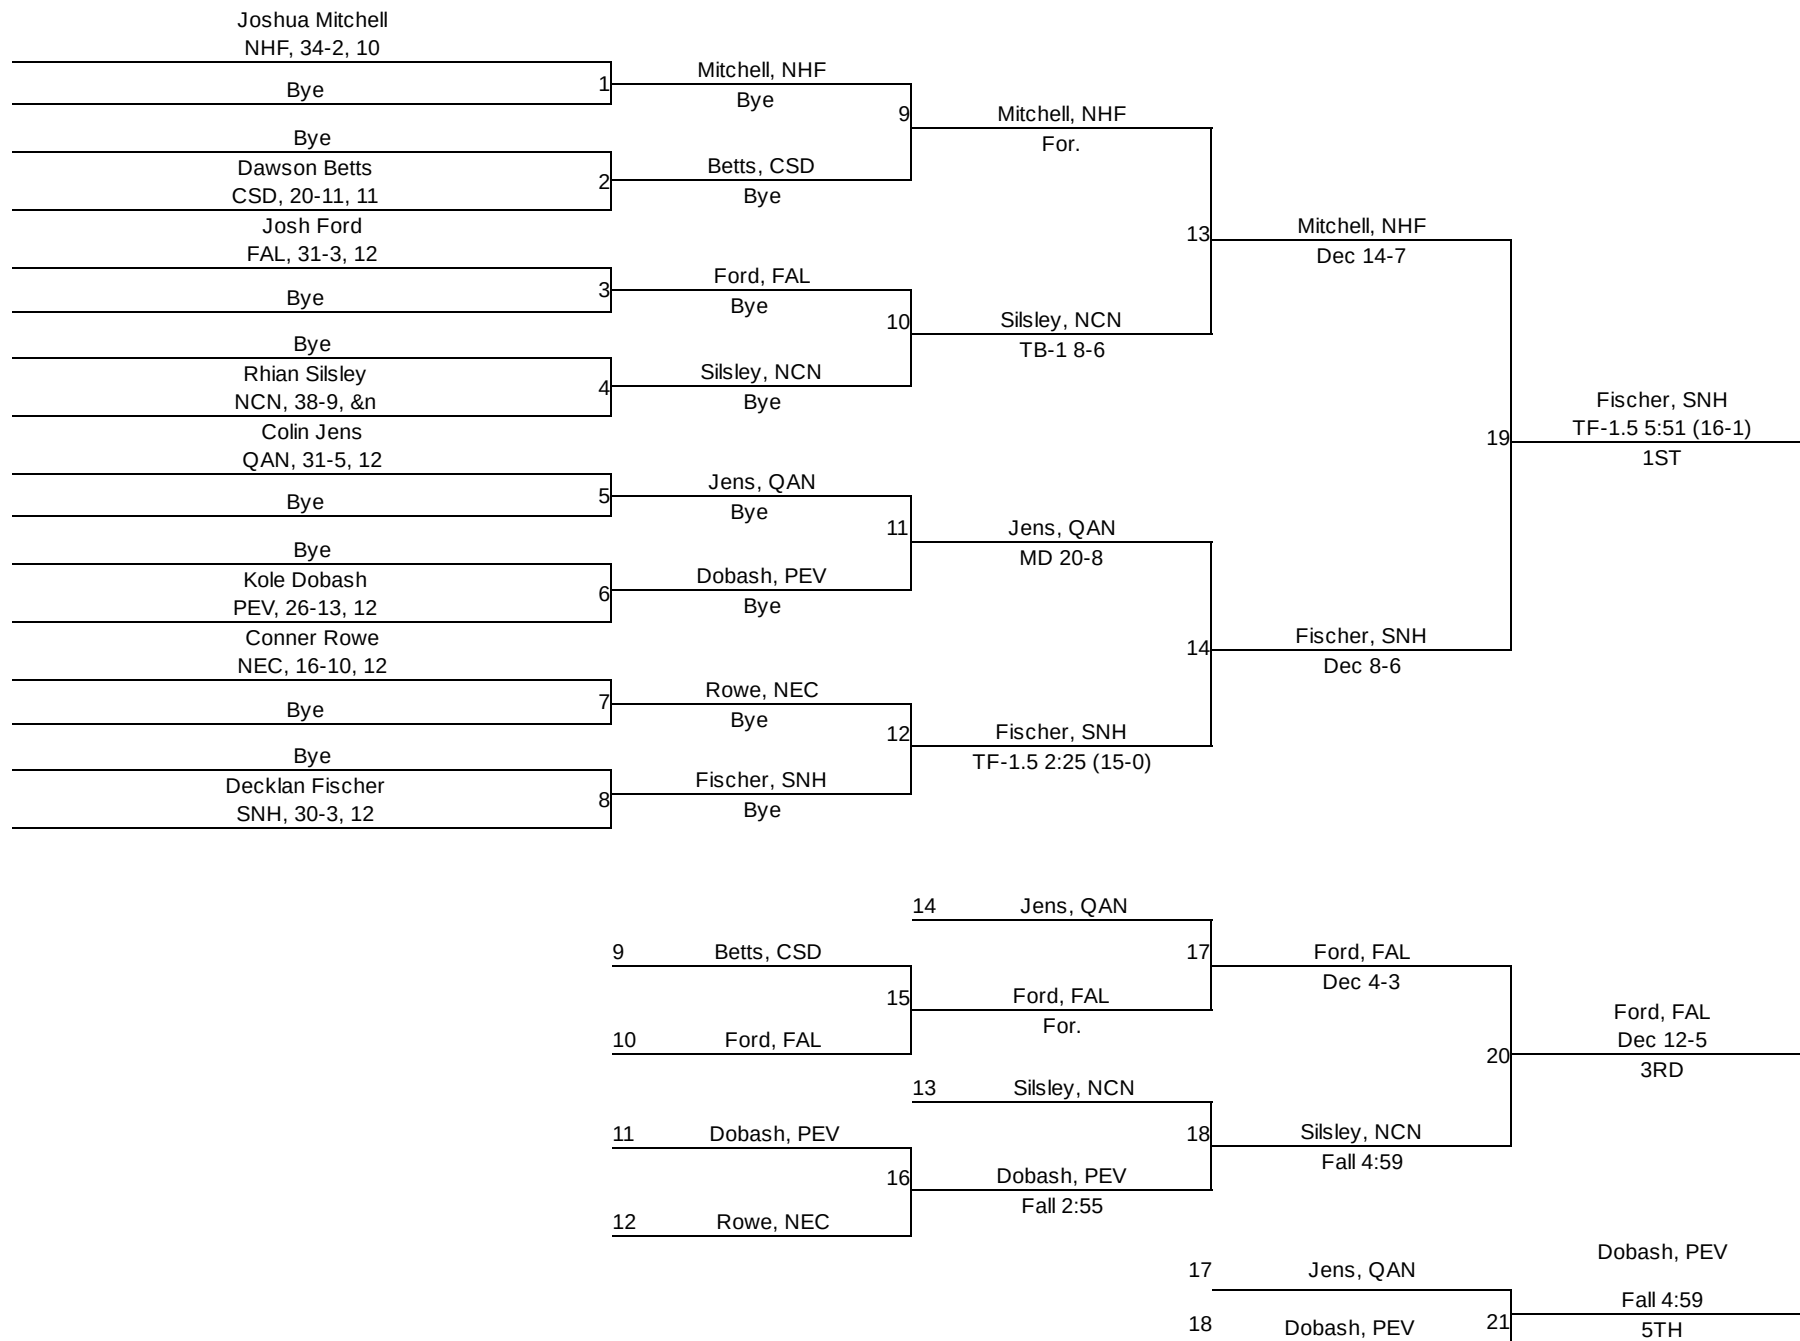 Joshua Mitchell
NHF, 34-2, 10
Bye
1
Mitchell, NHF
Bye
9
Mitchell, NHF
For.
Bye
Dawson Betts
CSD, 20-11, 11
2
Betts, CSD
Bye
Josh Ford
FAL, 31-3, 12
13
Mitchell, NHF
Dec 14-7
Bye
3
Ford, FAL
Bye
10
Silsley, NCN
TB-1 8-6
Bye
Rhian Silsley
NCN, 38-9, &n
4
Silsley, NCN
Bye
Fischer, SNH
TF-1.5 5:51 (16-1)
1ST
19
Colin Jens
QAN, 31-5, 12
Bye
5
Jens, QAN
Bye
11
Jens, QAN
MD 20-8
Bye
Kole Dobash
PEV, 26-13, 12
6
Dobash, PEV
Bye
Conner Rowe
NEC, 16-10, 12
14
Fischer, SNH
Dec 8-6
Bye
7
Rowe, NEC
Bye
12
Fischer, SNH
TF-1.5 2:25 (15-0)
Bye
Decklan Fischer
SNH, 30-3, 12
8
Fischer, SNH
Bye
14
Jens, QAN
9
Betts, CSD
17
Ford, FAL
Dec 4-3
15
Ford, FAL
For.
10
Ford, FAL
Ford, FAL
Dec 12-5
3RD
20
13
Silsley, NCN
11
Dobash, PEV
18
Silsley, NCN
Fall 4:59
16
Dobash, PEV
Fall 2:55
12
Rowe, NEC
17
Jens, QAN
Dobash, PEV
Fall 4:59
5TH
18
Dobash, PEV
21